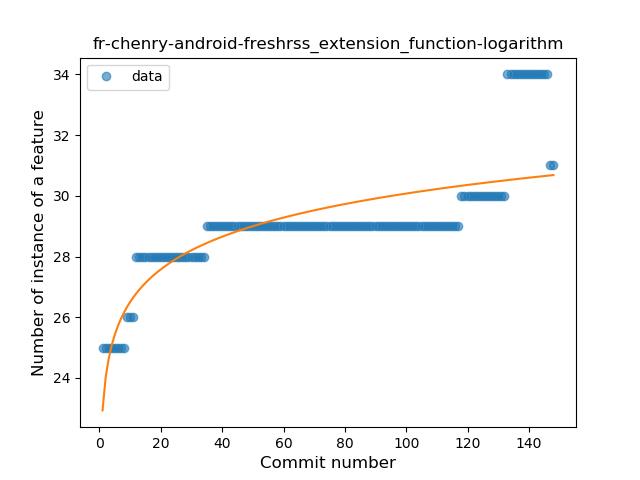 fr-chenry-android-freshrss_extension_function-logarithm
data
Number of instance of a feature
34
32
30
28
26
24
0 20 40 60 80 100 120 140
Commit number